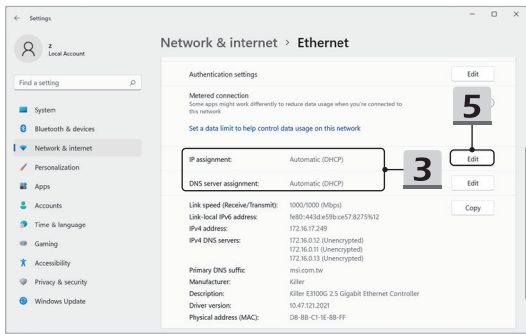 Settings
z
Local Account
Find a setting
System
Bluetooth & devices
Network & internet
Personalization
Apps
Accounts
Time & language
Gaming
Accessibility
Privacy & security
Windows Update
Network & internet > Ethernet
Authentication settings
Edit
Metered connection
Some apps might work differently to reduce data usage when you're connected to
this network
5
Set a data limit to help control data usage on this network
IP assignment: Automatic (DHCP)
Edit
3
DNS server assignment: Automatic (DHCP)
Edit
Link speed (Receive/Transmit): 1000/1000 (Mbps)
Copy
Link-local IPv6 address: fe80::443d:e59b:ce57:8275%12
IPv4 address: 172.16.17.249
IPv4 DNS servers: 172.16.0.12 (Unencrypted)
172.16.0.11 (Unencrypted)
172.16.0.13 (Unencrypted)
Primary DNS suffix: msi.com.tw
Manufacturer: Killer
Description: Killer E3100G 2.5 Gigabit Ethernet Controller
Driver version: 10.47.121.2021
Physical address (MAC): D8-BB-C1-1E-8B-FF